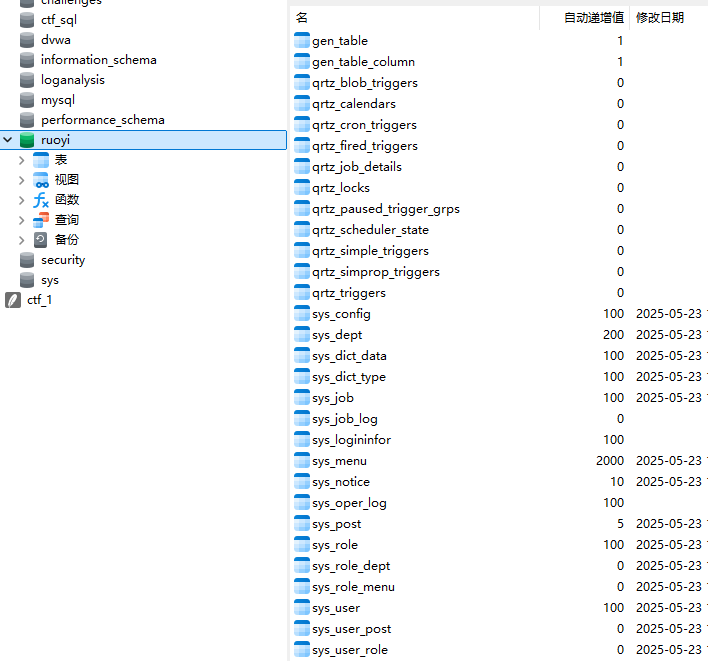 challenges
ctf_sql
dvwa
information_schema
loganalysis
mysql
performance_schema
ruoyi
表
视图
函数
查询
备份
security
sys
ctf_1
名 自动递增值 修改日期
gen_table 1
gen_table_column 1
qrtz_blob_triggers 0
qrtz_calendars 0
qrtz_cron_triggers 0
qrtz_fired_triggers 0
qrtz_job_details 0
qrtz_locks 0
qrtz_paused_trigger_grps 0
qrtz_scheduler_state 0
qrtz_simple_triggers 0
qrtz_simprop_triggers 0
qrtz_triggers 0
sys_config 100 2025-05-23
sys_dept 200 2025-05-23
sys_dict_data 100 2025-05-23
sys_dict_type 100 2025-05-23
sys_job 100 2025-05-23
sys_job_log 0
sys_logininfor 100
sys_menu 2000 2025-05-23
sys_notice 10 2025-05-23
sys_oper_log 100
sys_post 5 2025-05-23
sys_role 100 2025-05-23
sys_role_dept 0 2025-05-23
sys_role_menu 0 2025-05-23
sys_user 100 2025-05-23
sys_user_post 0 2025-05-23
sys_user_role 0 2025-05-23